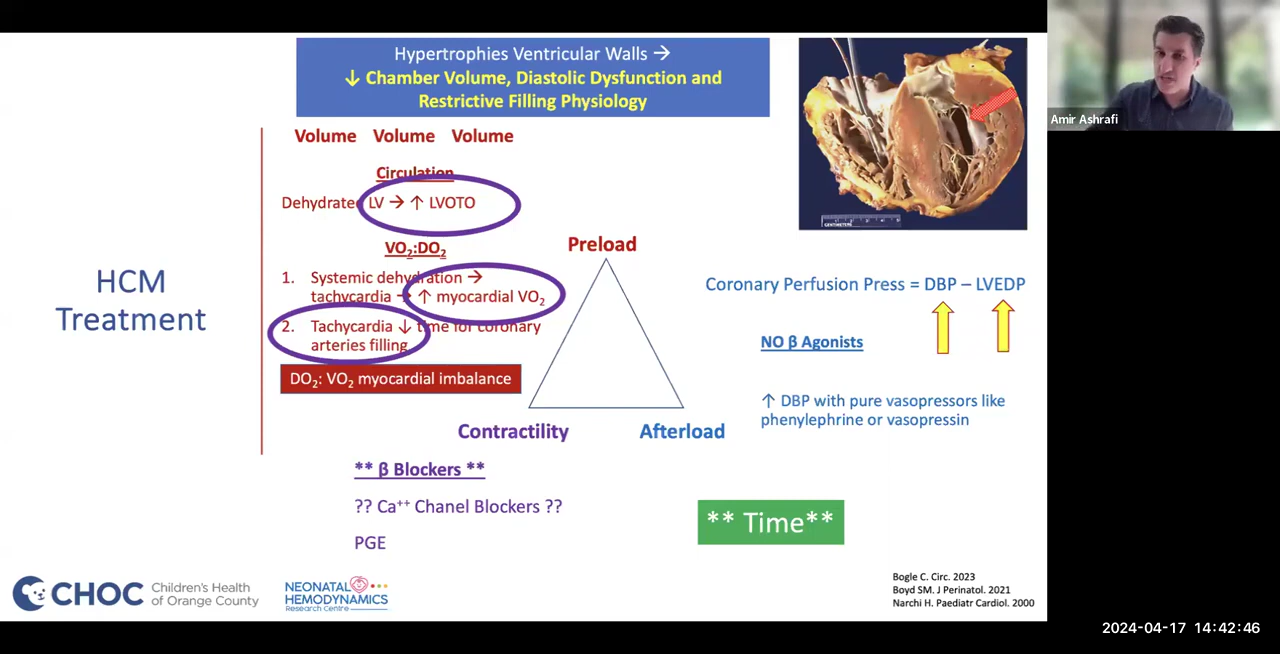 Hypertrophies Ventricular Walls →
↓ Chamber Volume, Diastolic Dysfunction and
Restrictive Filling Physiology
Amir Ashrafi
Volume Volume Volume
Circulation
Dehydrated LV → ↑ LVOTO
VO₂:DO₂
1. Systemic dehydration →
tachycardia → ↑ myocardial VO₂
2. Tachycardia ↓ time for coronary
arteries filling
DO₂: VO₂ myocardial imbalance
HCM
Treatment
Preload
Contractility
Afterload
CENTIMETERS
Coronary Perfusion Press = DBP – LVEDP
NO β Agonists
↑ DBP with pure vasopressors like
phenylephrine or vasopressin
** β Blockers **
?? Ca⁺⁺ Chanel Blockers ??
PGE
** Time**
CHOC Children's Health
of Orange County
NEONATAL
HEMODYNAMICS
Research Centre
Bogle C. Circ. 2023
Boyd SM. J Perinatol. 2021
Narchi H. Paediatr Cardiol. 2000
2024-04-17 14:42:46